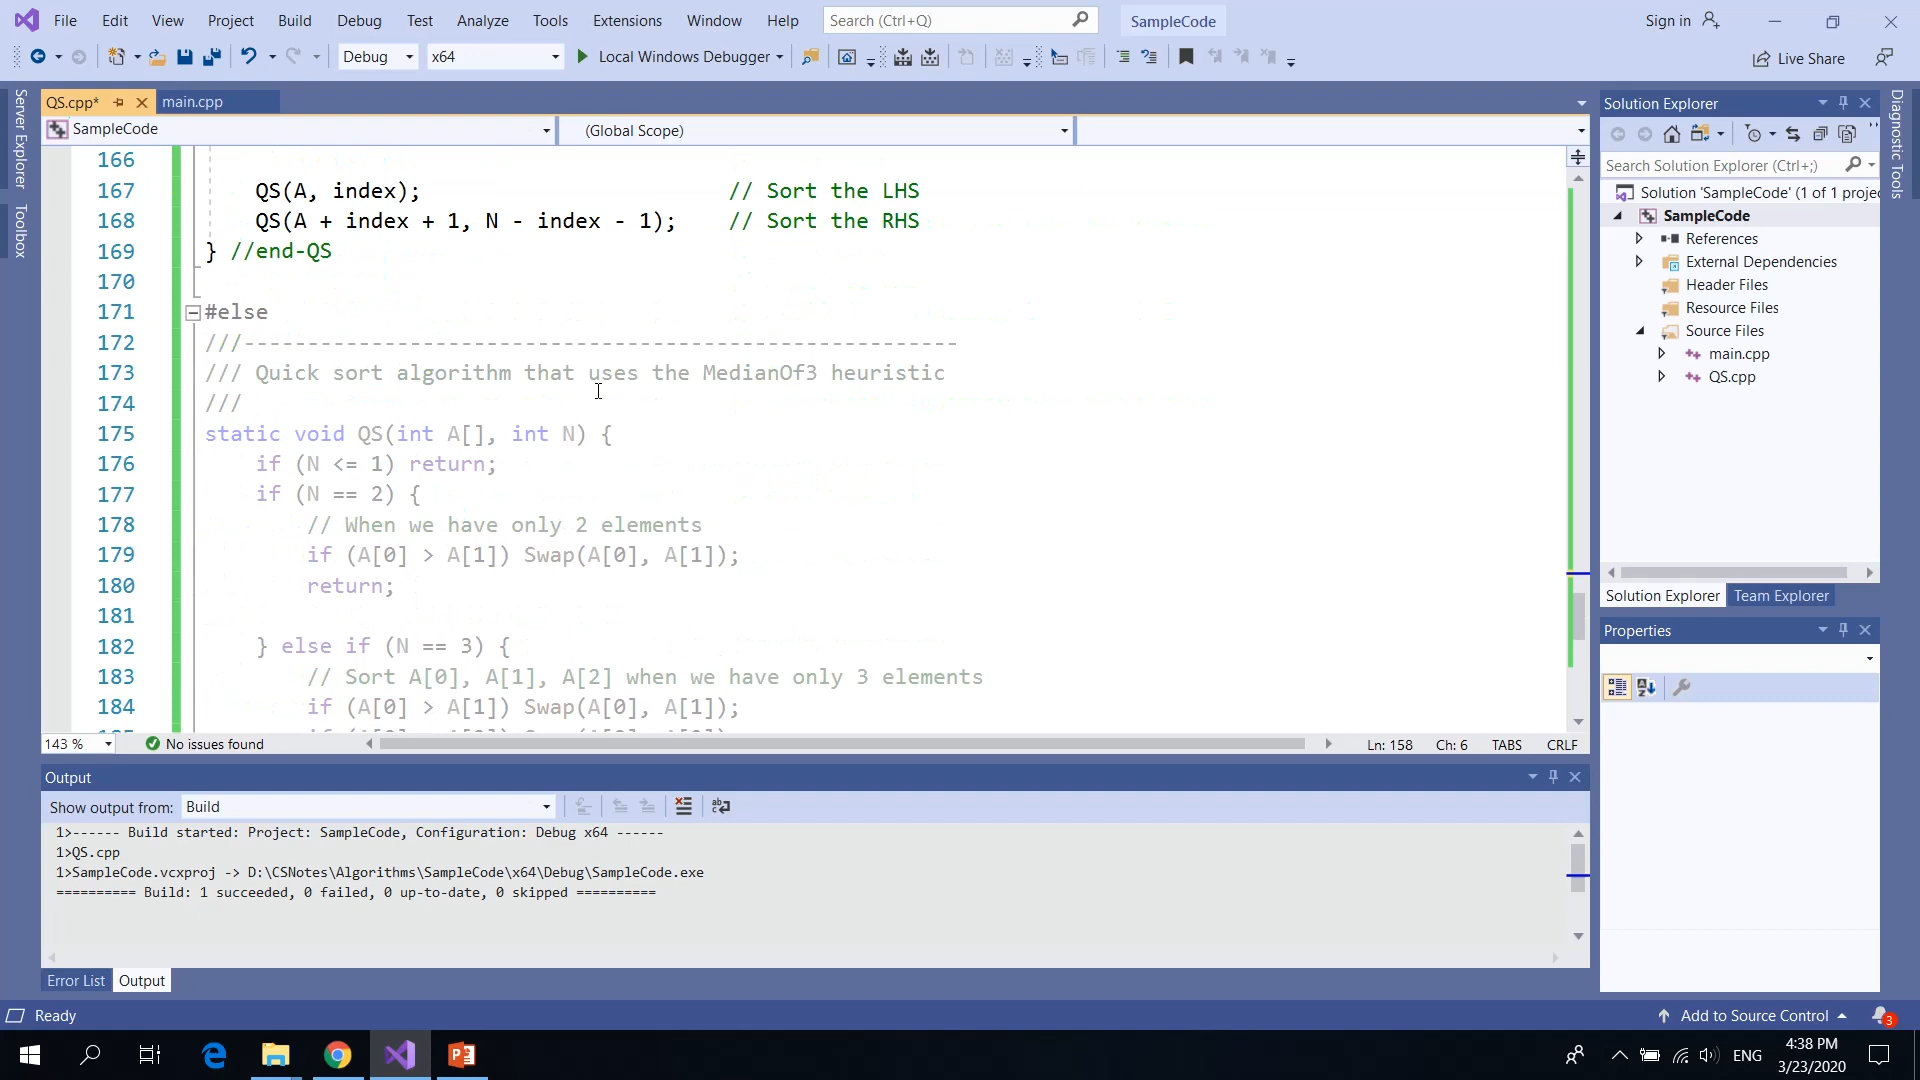 File Edit View Project Build Debug Test Analyze Tools Extensions Window Help Search (Ctrl+Q) SampleCode Sign in
Debug x64 Local Windows Debugger Live Share
Server Explorer
Toolbox
QS.cpp* main.cpp
SampleCode (Global Scope)
166
167 QS(A, index); // Sort the LHS
168 QS(A + index + 1, N - index - 1); // Sort the RHS
169 } //end-QS
170
171 #else
172 ///--------------------------------------------------------
173 /// Quick sort algorithm that uses the MedianOf3 heuristic
174 ///
175 static void QS(int A[], int N) {
176 if (N <= 1) return;
177 if (N == 2) {
178 // When we have only 2 elements
179 if (A[0] > A[1]) Swap(A[0], A[1]);
180 return;
181
182 } else if (N == 3) {
183 // Sort A[0], A[1], A[2] when we have only 3 elements
184 if (A[0] > A[1]) Swap(A[0], A[1]);
143 % No issues found Ln: 158 Ch: 6 TABS CRLF
Output
Show output from: Build
1>------ Build started: Project: SampleCode, Configuration: Debug x64 ------
1>QS.cpp
1>SampleCode.vcxproj -> D:\CSNotes\Algorithms\SampleCode\x64\Debug\SampleCode.exe
========== Build: 1 succeeded, 0 failed, 0 up-to-date, 0 skipped ==========
Error List Output
Solution Explorer
Search Solution Explorer (Ctrl+;)
Solution 'SampleCode' (1 of 1 projec
SampleCode
References
External Dependencies
Header Files
Resource Files
Source Files
main.cpp
QS.cpp
Solution Explorer Team Explorer
Properties
Diagnostic Tools
Ready Add to Source Control 3
ENG 4:38 PM
3/23/2020